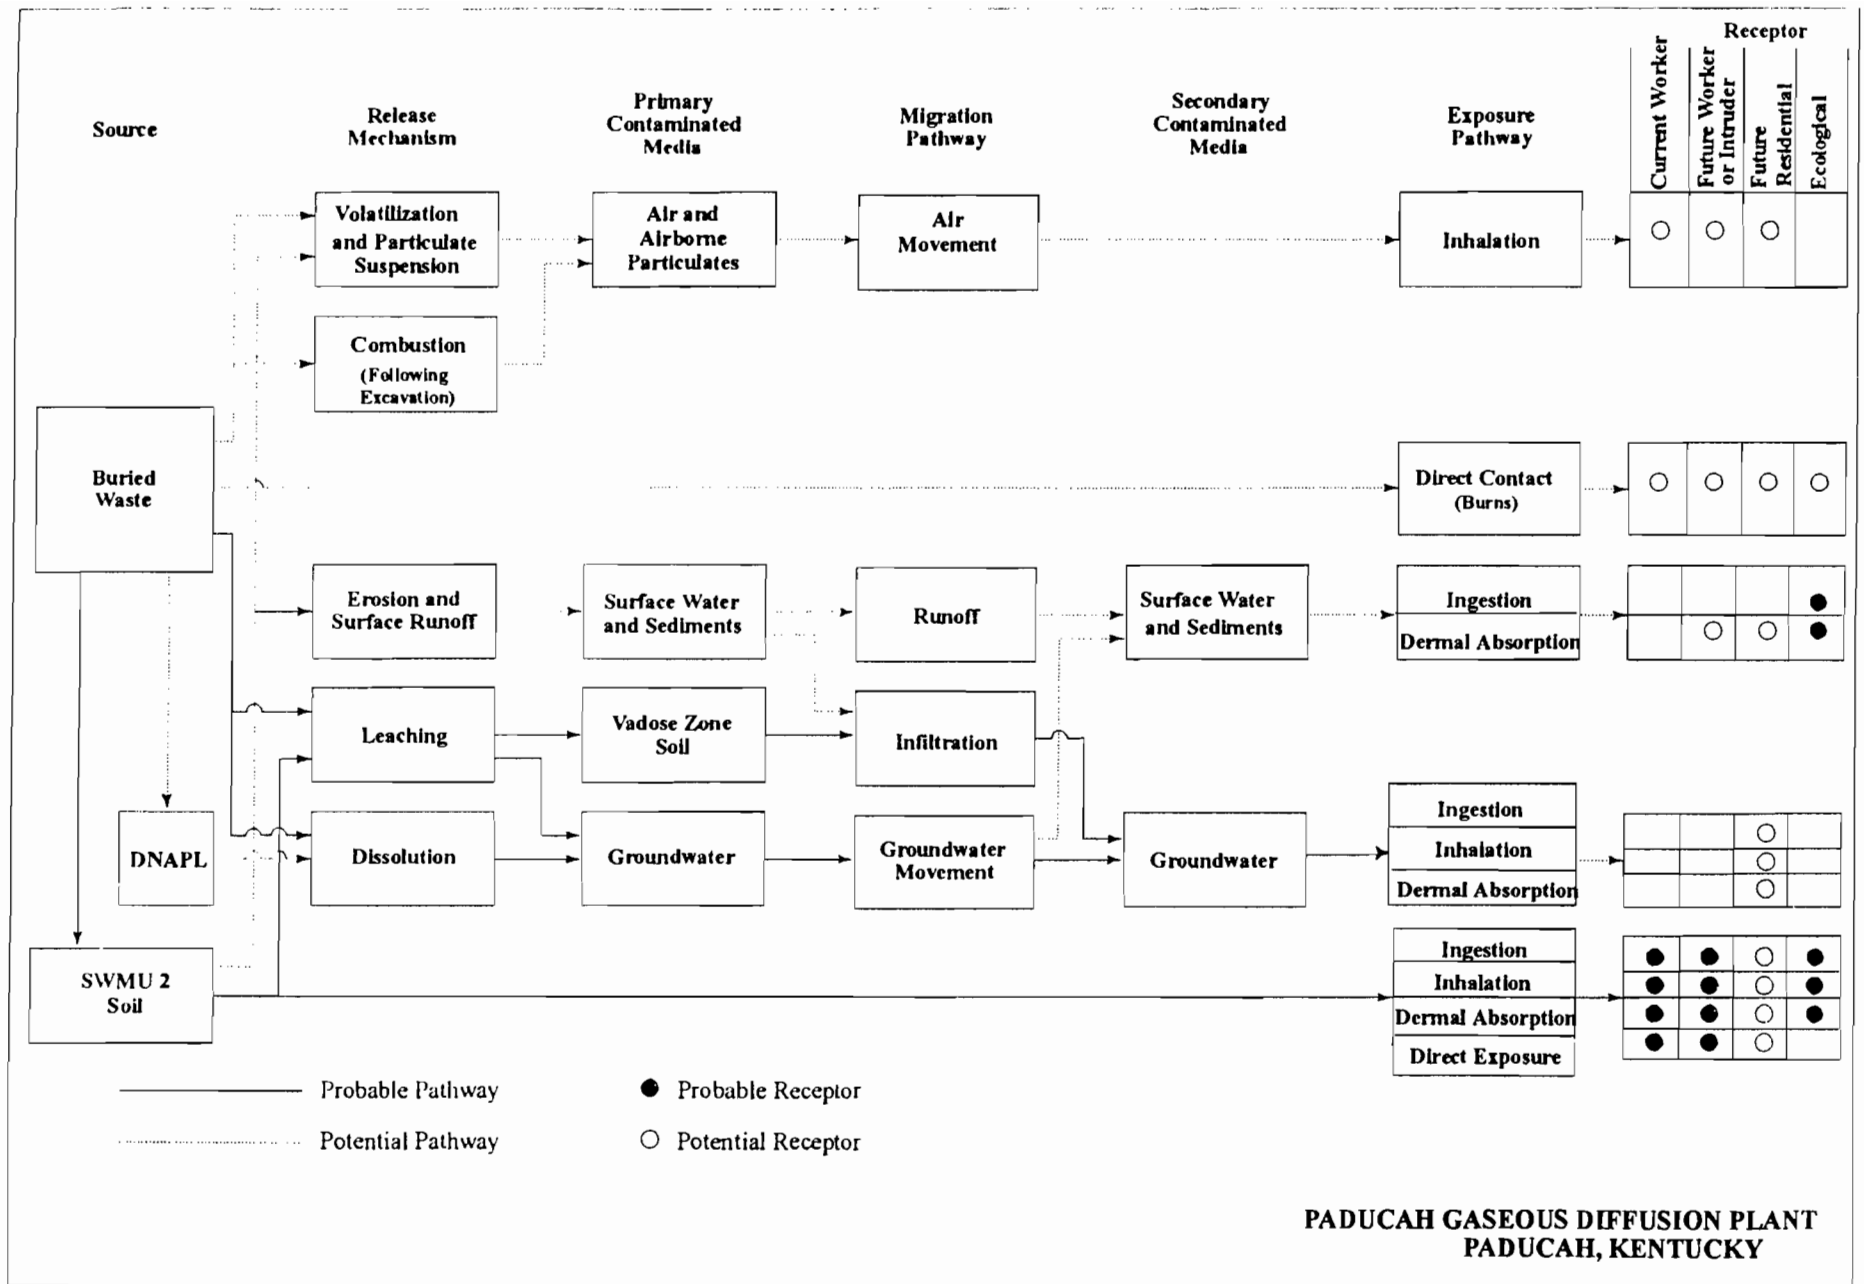 Receptor
Source
Release
Mechanism
Primary
Contaminated
Media
Migration
Pathway
Secondary
Contaminated
Media
Exposure
Pathway
Current Worker
Future Worker
or Intruder
Future
Residential
Ecological
Volatilization
and Particulate
Suspension
Air and
Airborne
Particulates
Air
Movement
Inhalation
Combustion
(Following
Excavation)
Buried
Waste
Direct Contact
(Burns)
Erosion and
Surface Runoff
Surface Water
and Sediments
Runoff
Surface Water
and Sediments
Ingestion
Dermal Absorption
Leaching
Vadose Zone
Soil
Infiltration
DNAPL
Dissolution
Groundwater
Groundwater
Movement
Groundwater
Ingestion
Inhalation
Dermal Absorption
SWMU 2
Soil
Ingestion
Inhalation
Dermal Absorption
Direct Exposure
Probable Pathway
Probable Receptor
Potential Pathway
Potential Receptor
PADUCAH GASEOUS DIFFUSION PLANT
PADUCAH, KENTUCKY